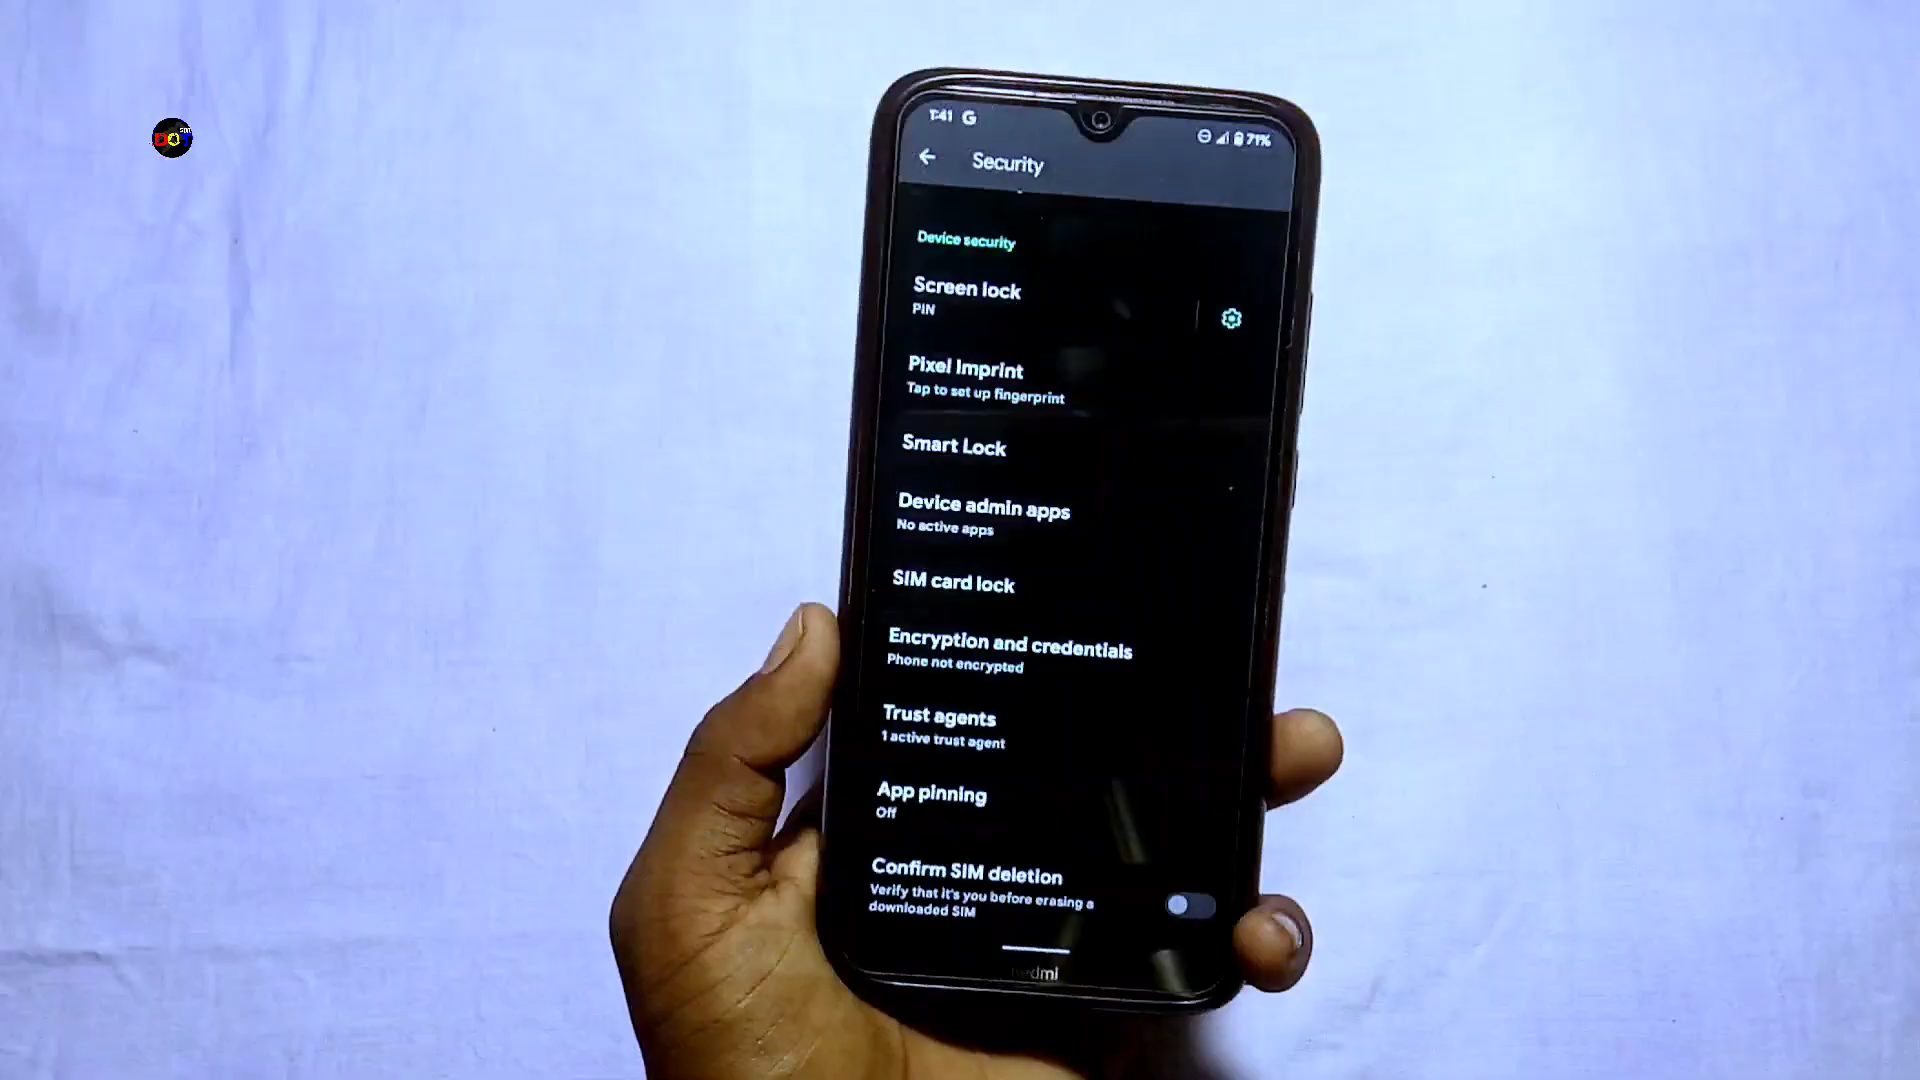 1:41 G
71%
Security
Device security
Screen lock
PIN
Pixel Imprint
Tap to set up fingerprint
Smart Lock
Device admin apps
No active apps
SIM card lock
Encryption and credentials
Phone not encrypted
Trust agents
1 active trust agent
App pinning
Off
Confirm SIM deletion
Verify that it's you before erasing a
downloaded SIM
Redmi